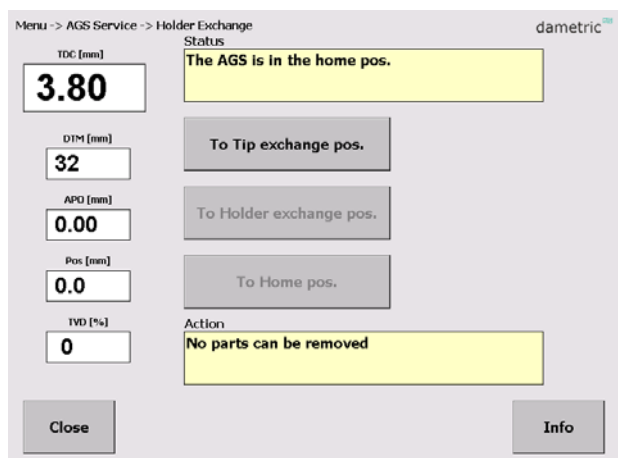 Menu -> AGS Service -> Holder Exchange
dametric
Status
TDC [mm]
The AGS is in the home pos.
3.80
DTM [mm]
To Tip exchange pos.
32
APO [mm]
To Holder exchange pos.
0.00
Pos [mm]
To Home pos.
0.0
TVD [%]
Action
0
No parts can be removed
Close
Info